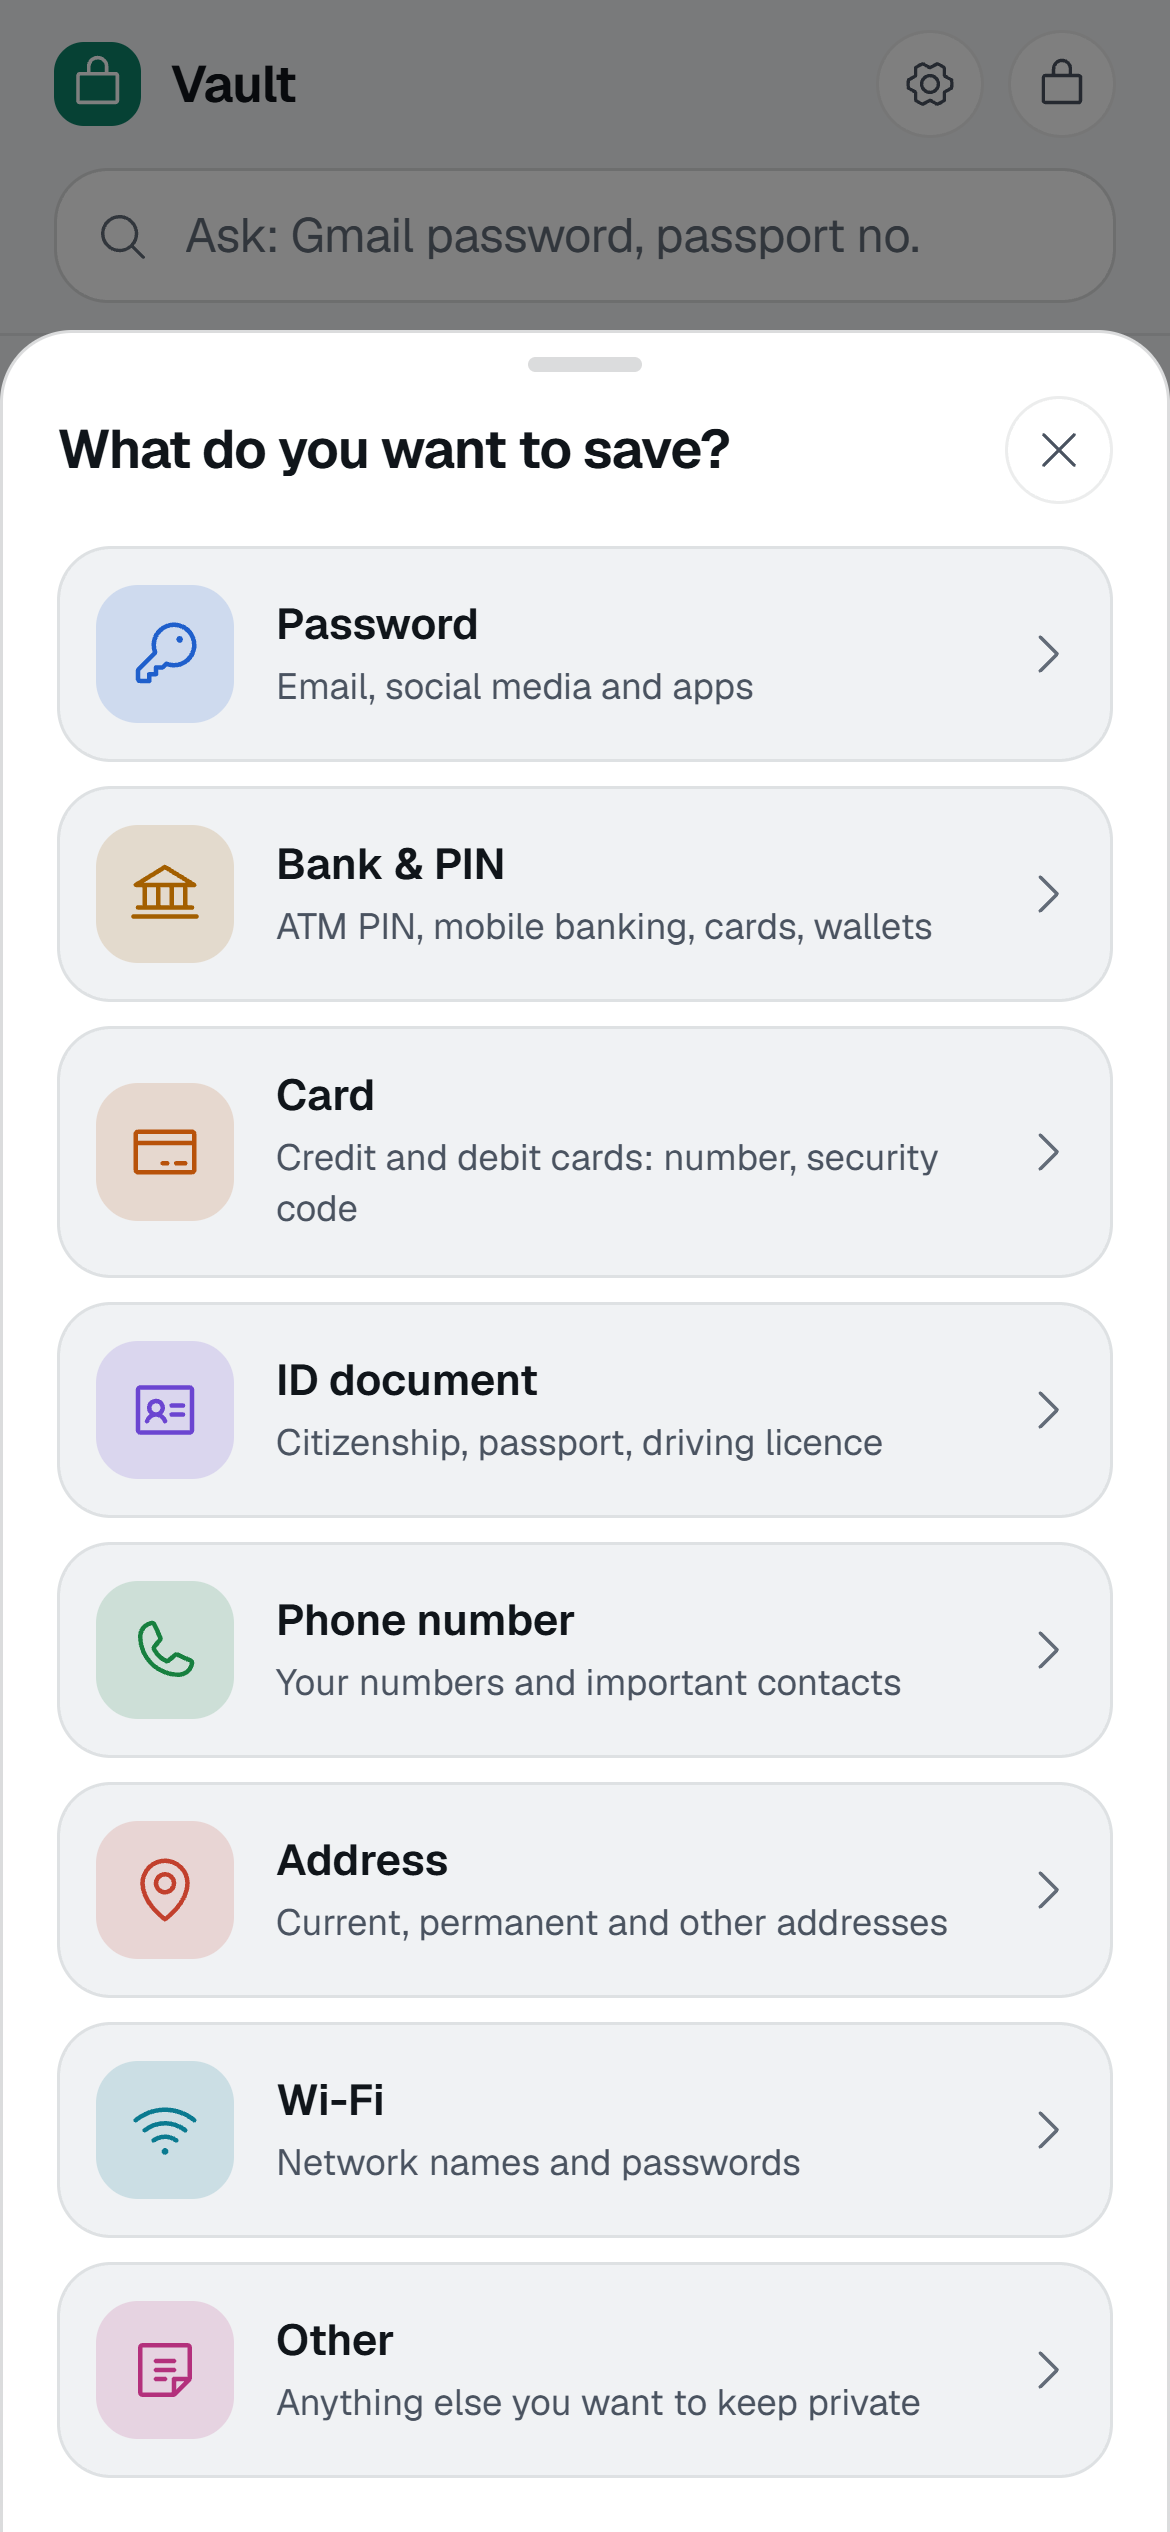 Vault
Ask: Gmail password, passport no.
What do you want to save?
Password
Email, social media and apps
Bank & PIN
ATM PIN, mobile banking, cards, wallets
Card
Credit and debit cards: number, security
code
ID document
Citizenship, passport, driving licence
Phone number
Your numbers and important contacts
Address
Current, permanent and other addresses
Wi-Fi
Network names and passwords
Other
Anything else you want to keep private